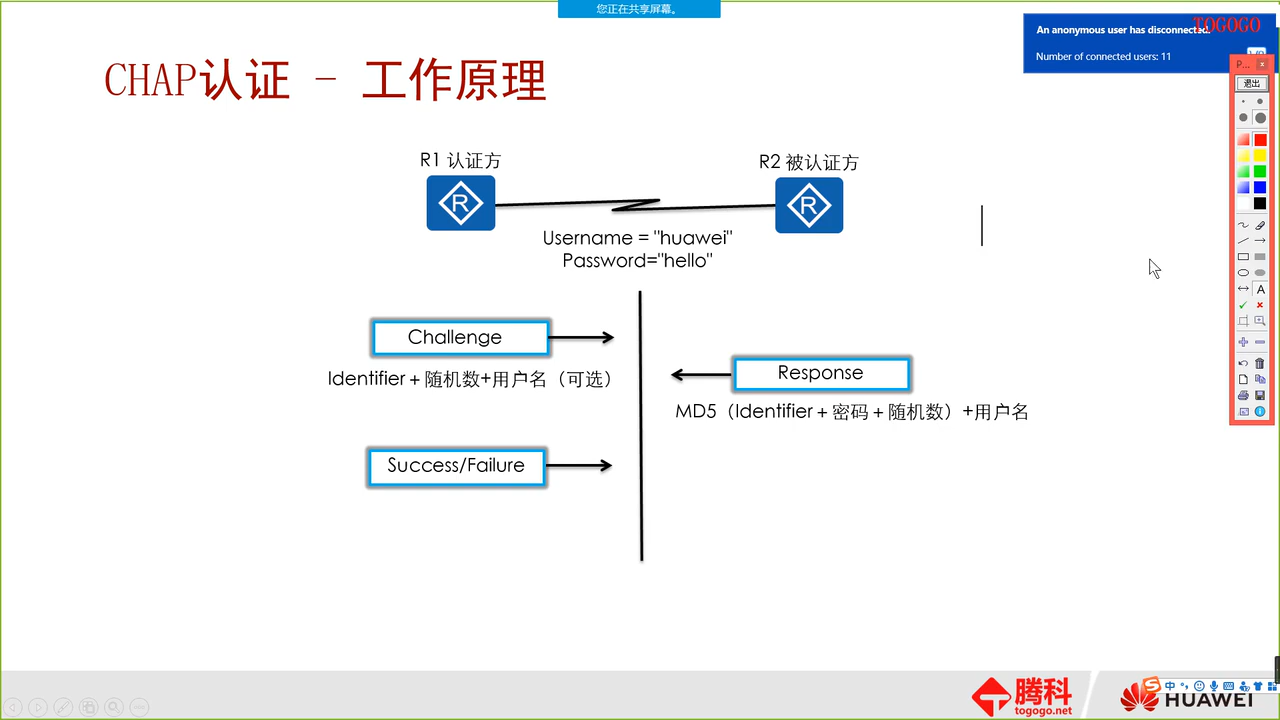 您正在共享屏幕。
An anonymous user has disconnected.
TOGOGO
Number of connected users: 11
CHAP认证 - 工作原理
P... x
退出
R1 认证方
R2 被认证方
R
R
Username = "huawei"
Password="hello"
Challenge
Identifier + 随机数+用户名（可选）
Response
MD5（Identifier + 密码 + 随机数）+用户名
Success/Failure
A
腾科
togogo.net
HUAWEI
S 中